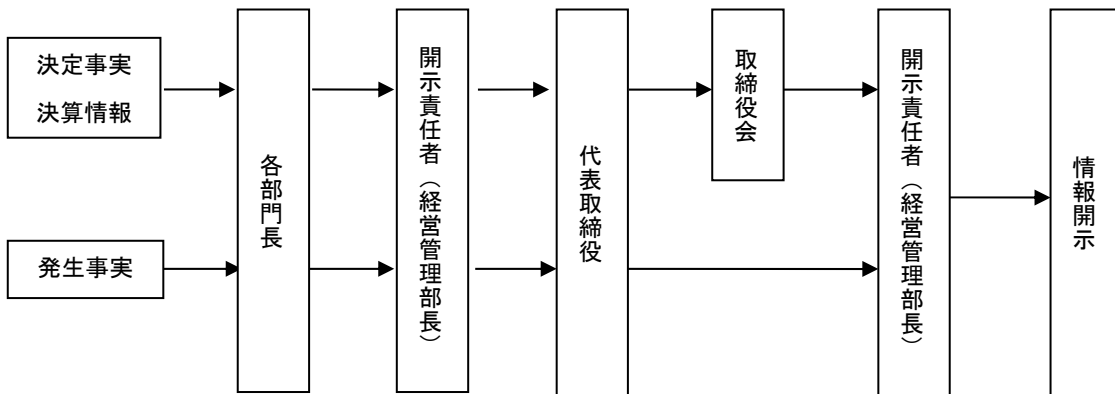 決定事実
決算情報
発生事実
各部門長
開示責任者（経営管理部長）
代表取締役
取締役会
開示責任者（経営管理部長）
情報開示